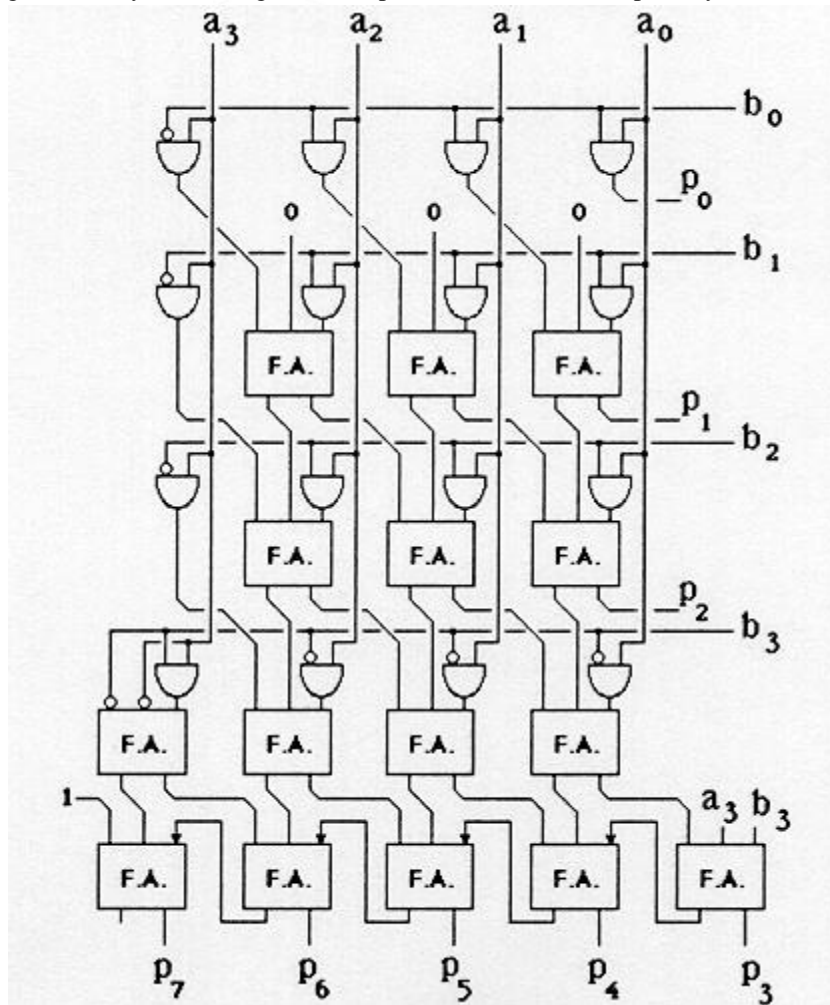 a₃ a₂ a₁ a₀
b₀
p₀
0 0 0
b₁
F.A. F.A. F.A.
p₁
b₂
F.A. F.A. F.A.
p₂
b₃
F.A. F.A. F.A. F.A.
1 a₃ b₃
F.A. F.A. F.A. F.A. F.A.
p₇ p₆ p₅ p₄ p₃